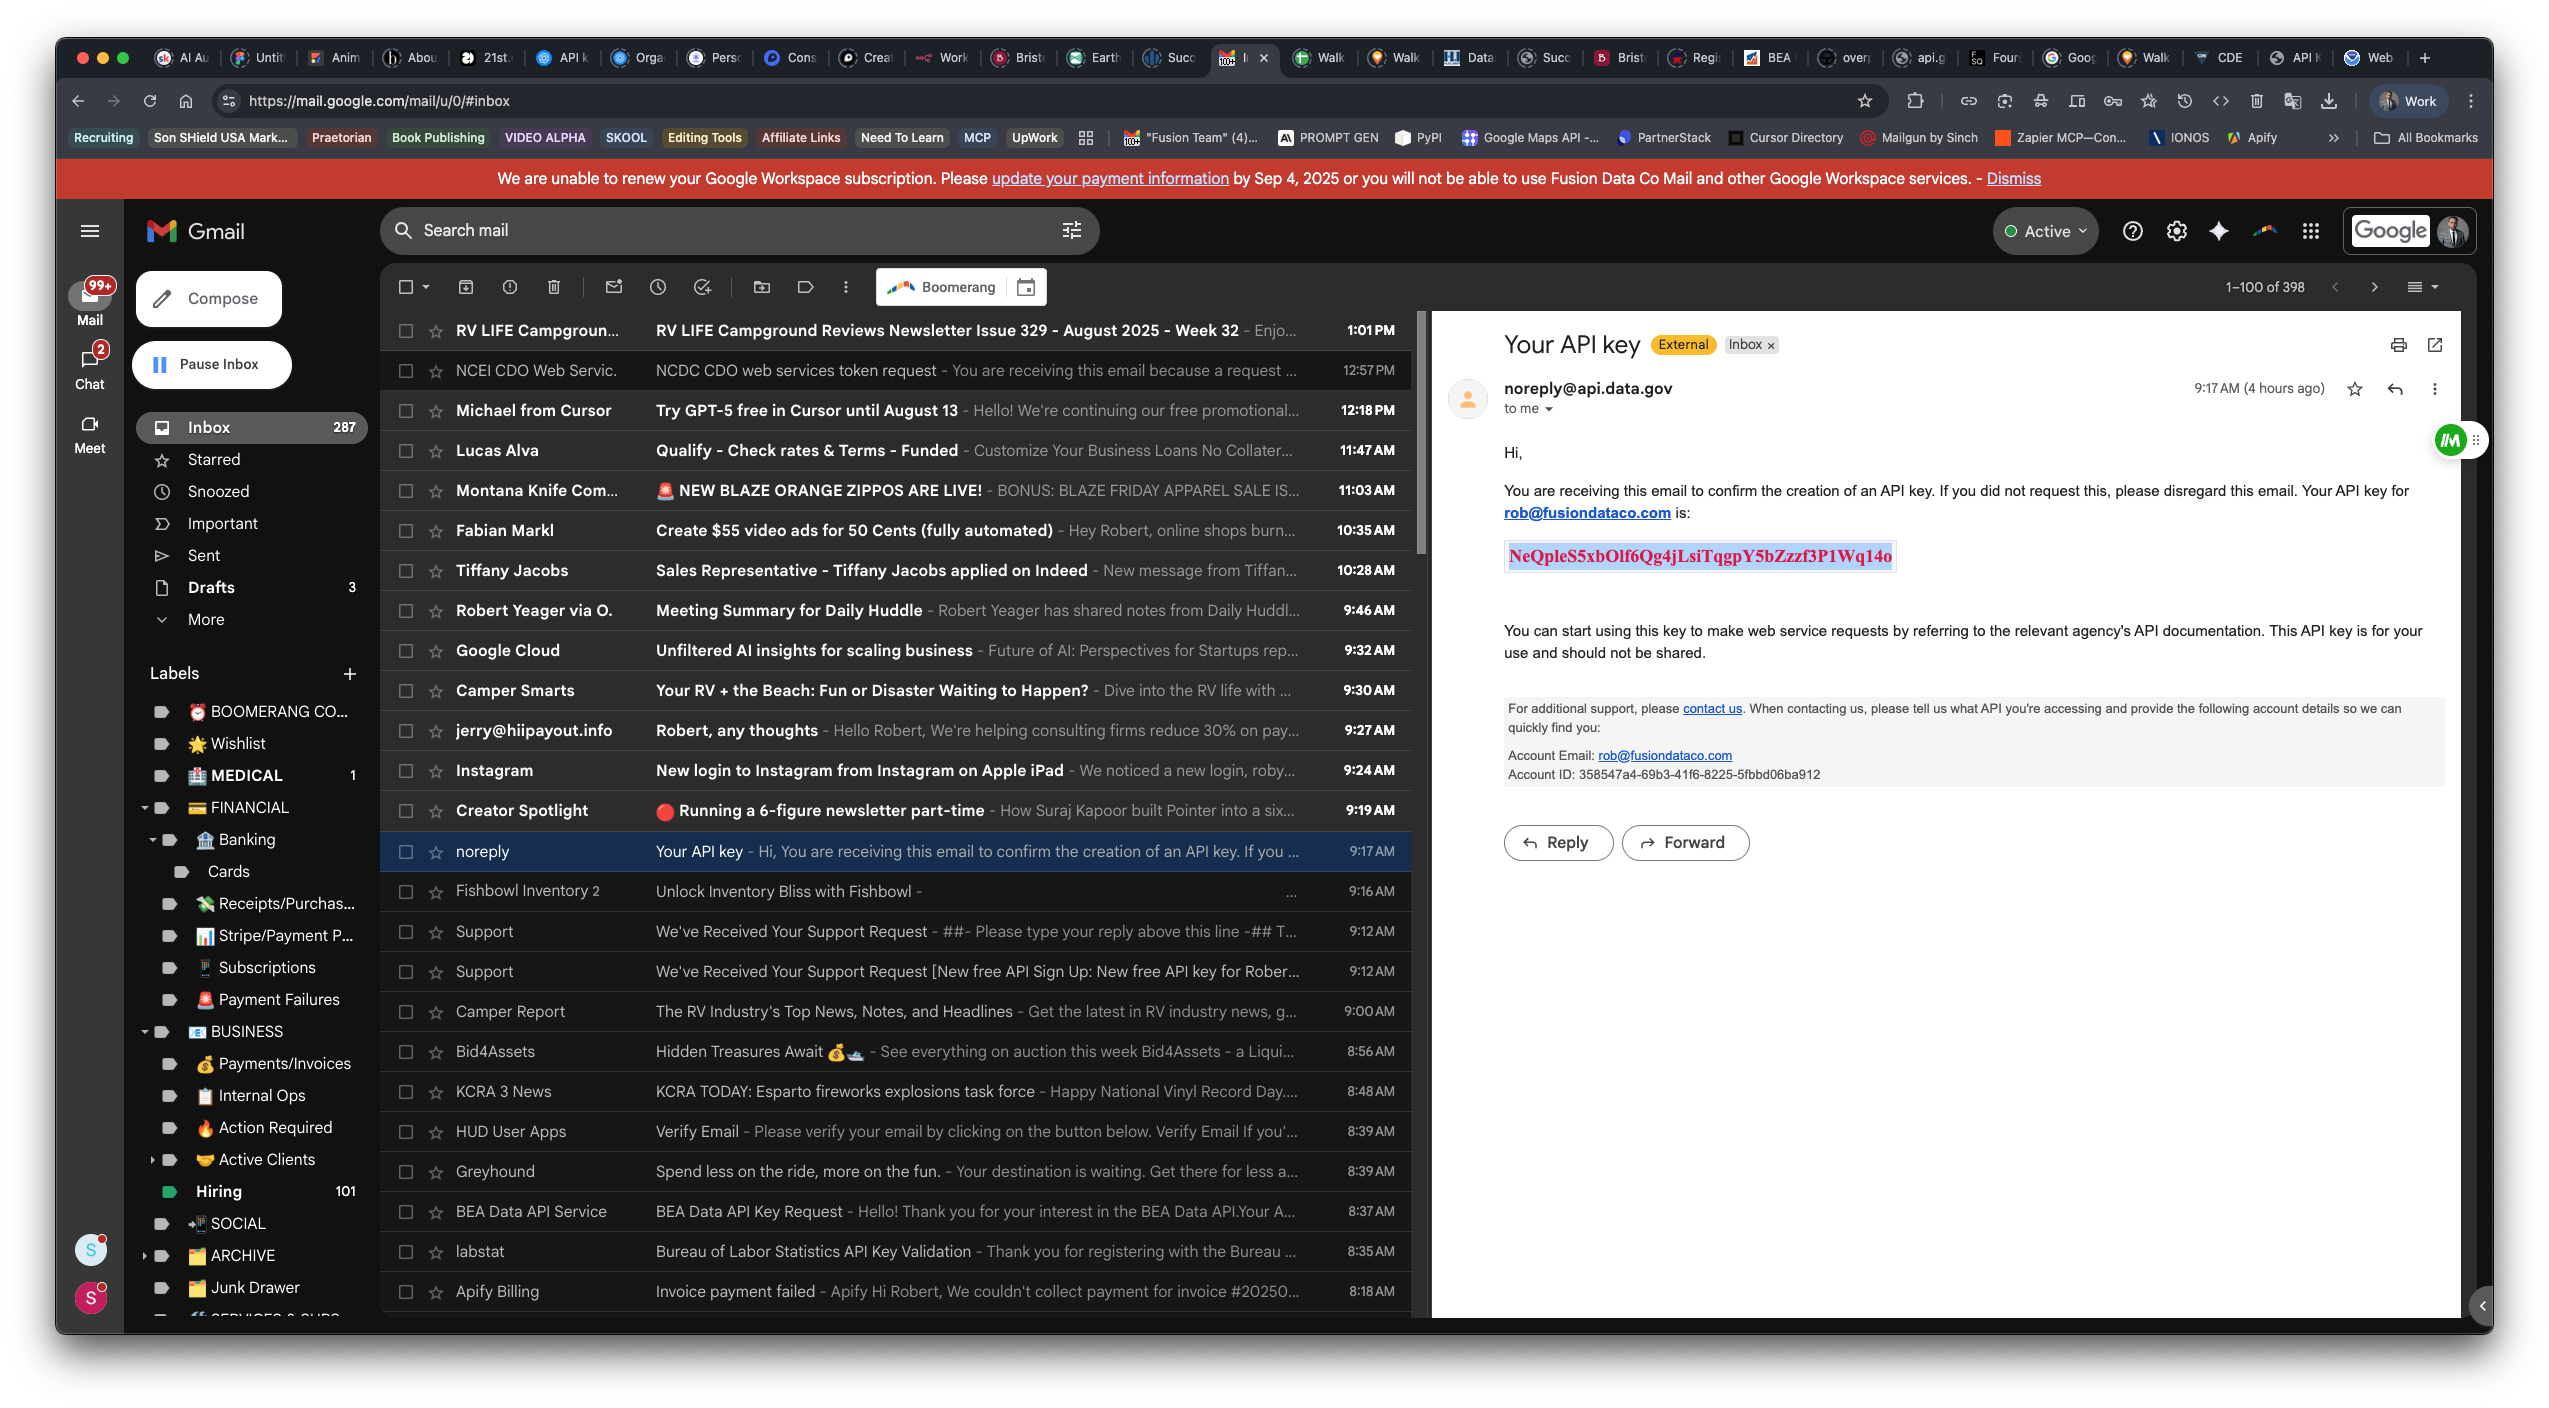 AI Au
Untit
Anim
Abou
21st.
API k
Orga
Perso
Cons
Creat
Work
Bristo
Earth
Succ
Walk
Walk
Data
Succ
Brist
Regis
BEA
over
api.g
Four
Goog
Walk
CDE
API K
Web
https://mail.google.com/mail/u/0/#inbox
Work
Recruiting
Son SHield USA Mark...
Praetorian
Book Publishing
VIDEO ALPHA
SKOOL
Editing Tools
Affiliate Links
Need To Learn
MCP
UpWork
"Fusion Team" (4)...
PROMPT GEN
PyPI
Google Maps API -...
PartnerStack
Cursor Directory
Mailgun by Sinch
Zapier MCP—Con...
IONOS
Apify
All Bookmarks
We are unable to renew your Google Workspace subscription. Please update your payment information by Sep 4, 2025 or you will not be able to use Fusion Data Co Mail and other Google Workspace services. - Dismiss
Gmail
Search mail
Active
Google
99+
Mail
2
Chat
Meet
Compose
Pause Inbox
Inbox 287
Starred
Snoozed
Important
Sent
Drafts 3
More
Labels
BOOMERANG CO...
Wishlist
MEDICAL 1
FINANCIAL
Banking
Cards
Receipts/Purchas...
Stripe/Payment P...
Subscriptions
Payment Failures
BUSINESS
Payments/Invoices
Internal Ops
Action Required
Active Clients
Hiring 101
SOCIAL
ARCHIVE
Junk Drawer
S
S
Boomerang
1–100 of 398
RV LIFE Campgroun... RV LIFE Campground Reviews Newsletter Issue 329 - August 2025 - Week 32 - Enjo... 1:01 PM
NCEI CDO Web Servic. NCDC CDO web services token request - You are receiving this email because a request ... 12:57 PM
Michael from Cursor Try GPT-5 free in Cursor until August 13 - Hello! We're continuing our free promotional... 12:18 PM
Lucas Alva Qualify - Check rates & Terms - Funded - Customize Your Business Loans No Collater... 11:47 AM
Montana Knife Com... 🚨 NEW BLAZE ORANGE ZIPPOS ARE LIVE! - BONUS: BLAZE FRIDAY APPAREL SALE IS... 11:03 AM
Fabian Markl Create $55 video ads for 50 Cents (fully automated) - Hey Robert, online shops burn... 10:35 AM
Tiffany Jacobs Sales Representative - Tiffany Jacobs applied on Indeed - New message from Tiffan... 10:28 AM
Robert Yeager via O. Meeting Summary for Daily Huddle - Robert Yeager has shared notes from Daily Huddl... 9:46 AM
Google Cloud Unfiltered AI insights for scaling business - Future of AI: Perspectives for Startups rep... 9:32 AM
Camper Smarts Your RV + the Beach: Fun or Disaster Waiting to Happen? - Dive into the RV life with ... 9:30 AM
jerry@hiipayout.info Robert, any thoughts - Hello Robert, We're helping consulting firms reduce 30% on pay... 9:27 AM
Instagram New login to Instagram from Instagram on Apple iPad - We noticed a new login, roby... 9:24 AM
Creator Spotlight 🔴 Running a 6-figure newsletter part-time - How Suraj Kapoor built Pointer into a six... 9:19 AM
noreply Your API key - Hi, You are receiving this email to confirm the creation of an API key. If you ... 9:17 AM
Fishbowl Inventory 2 Unlock Inventory Bliss with Fishbowl - ... 9:16 AM
Support We've Received Your Support Request - ##- Please type your reply above this line -## T... 9:12 AM
Support We've Received Your Support Request [New free API Sign Up: New free API key for Rober... 9:12 AM
Camper Report The RV Industry's Top News, Notes, and Headlines - Get the latest in RV industry news, g... 9:00 AM
Bid4Assets Hidden Treasures Await 💰🛥️ - See everything on auction this week Bid4Assets - a Liqui... 8:56 AM
KCRA 3 News KCRA TODAY: Esparto fireworks explosions task force - Happy National Vinyl Record Day.... 8:48 AM
HUD User Apps Verify Email - Please verify your email by clicking on the button below. Verify Email If you'... 8:39 AM
Greyhound Spend less on the ride, more on the fun. - Your destination is waiting. Get there for less a... 8:39 AM
BEA Data API Service BEA Data API Key Request - Hello! Thank you for your interest in the BEA Data API.Your A... 8:37 AM
labstat Bureau of Labor Statistics API Key Validation - Thank you for registering with the Bureau ... 8:35 AM
Apify Billing Invoice payment failed - Apify Hi Robert, We couldn't collect payment for invoice #20250... 8:18 AM
Your API key External Inbox x
noreply@api.data.gov 9:17 AM (4 hours ago)
to me
Hi,
You are receiving this email to confirm the creation of an API key. If you did not request this, please disregard this email. Your API key for
rob@fusiondataco.com is:
NeQpleS5xbOlf6Qg4jLsiTqgpY5bZzzf3P1Wq14o
You can start using this key to make web service requests by referring to the relevant agency's API documentation. This API key is for your
use and should not be shared.
For additional support, please contact us. When contacting us, please tell us what API you're accessing and provide the following account details so we can
quickly find you:
Account Email: rob@fusiondataco.com
Account ID: 358547a4-69b3-41f6-8225-5fbbd06ba912
Reply
Forward